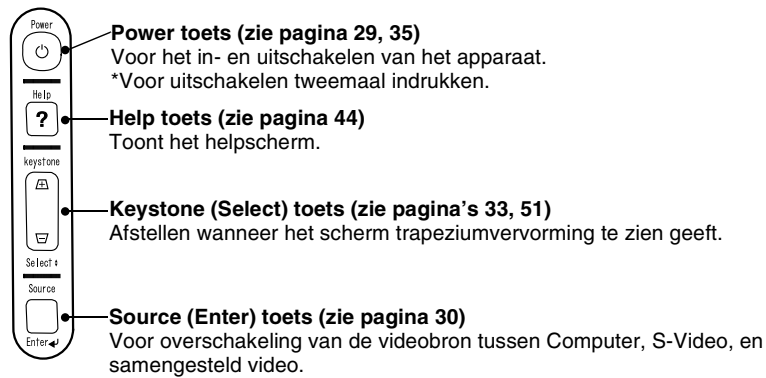 Power
Power toets (zie pagina 29, 35)
Voor het in- en uitschakelen van het apparaat.
*Voor uitschakelen tweemaal indrukken.
Help
?
Help toets (zie pagina 44)
Toont het helpscherm.
keystone
+
Keystone (Select) toets (zie pagina's 33, 51)
Afstellen wanneer het scherm trapeziumvervorming te zien geeft.
−
Select
Source
Source (Enter) toets (zie pagina 30)
Voor overschakeling van de videobron tussen Computer, S-Video, en
samengesteld video.
Enter